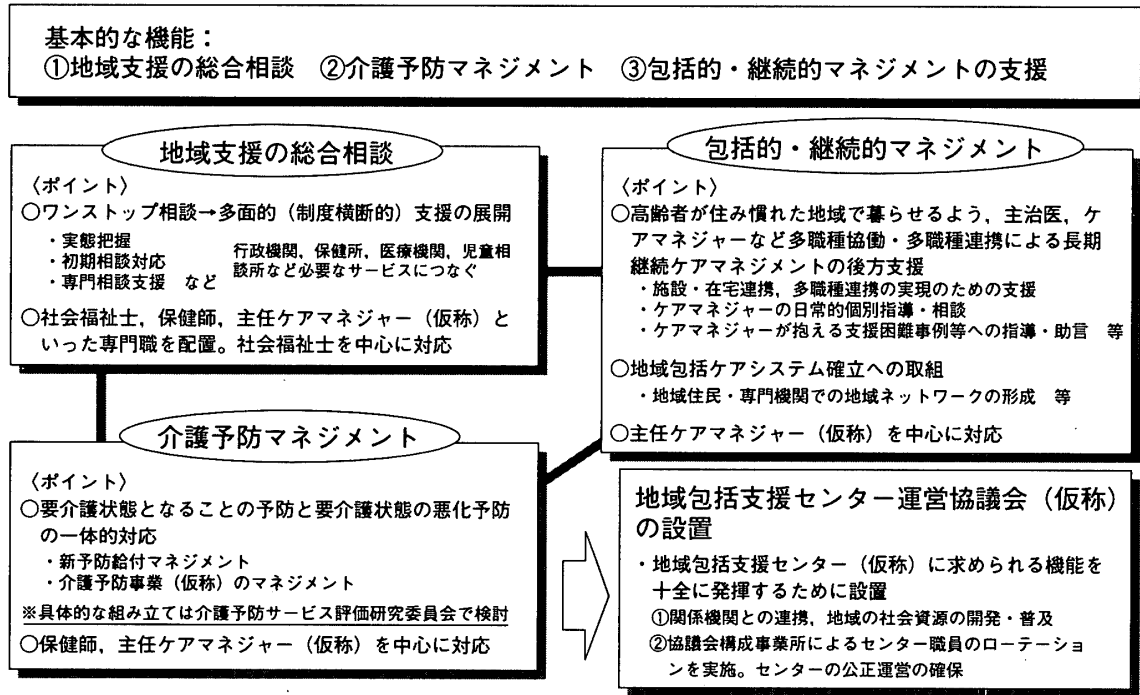 基本的な機能：
①地域支援の総合相談　②介護予防マネジメント　③包括的・継続的マネジメントの支援
地域支援の総合相談
〈ポイント〉
○ワンストップ相談→多面的（制度横断的）支援の展開
・実態把握
・初期相談対応
・専門相談支援　など
行政機関，保健所，医療機関，児童相
談所など必要なサービスにつなぐ
○社会福祉士，保健師，主任ケアマネジャー（仮称）と
いった専門職を配置。社会福祉士を中心に対応
包括的・継続的マネジメント
〈ポイント〉
○高齢者が住み慣れた地域で暮らせるよう，主治医，ケ
アマネジャーなど多職種協働・多職種連携による長期
継続ケアマネジメントの後方支援
・施設・在宅連携，多職種連携の実現のための支援
・ケアマネジャーの日常的個別指導・相談
・ケアマネジャーが抱える支援困難事例等への指導・助言　等
○地域包括ケアシステム確立への取組
・地域住民・専門機関での地域ネットワークの形成　等
○主任ケアマネジャー（仮称）を中心に対応
介護予防マネジメント
〈ポイント〉
○要介護状態となることの予防と要介護状態の悪化予防
の一体的対応
・新予防給付マネジメント
・介護予防事業（仮称）のマネジメント
※具体的な組み立ては介護予防サービス評価研究委員会で検討
○保健師，主任ケアマネジャー（仮称）を中心に対応
地域包括支援センター運営協議会（仮称）
の設置
・地域包括支援センター（仮称）に求められる機能を
十全に発揮するために設置
①関係機関との連携，地域の社会資源の開発・普及
②協議会構成事業所によるセンター職員のローテーショ
ンを実施。センターの公正運営の確保